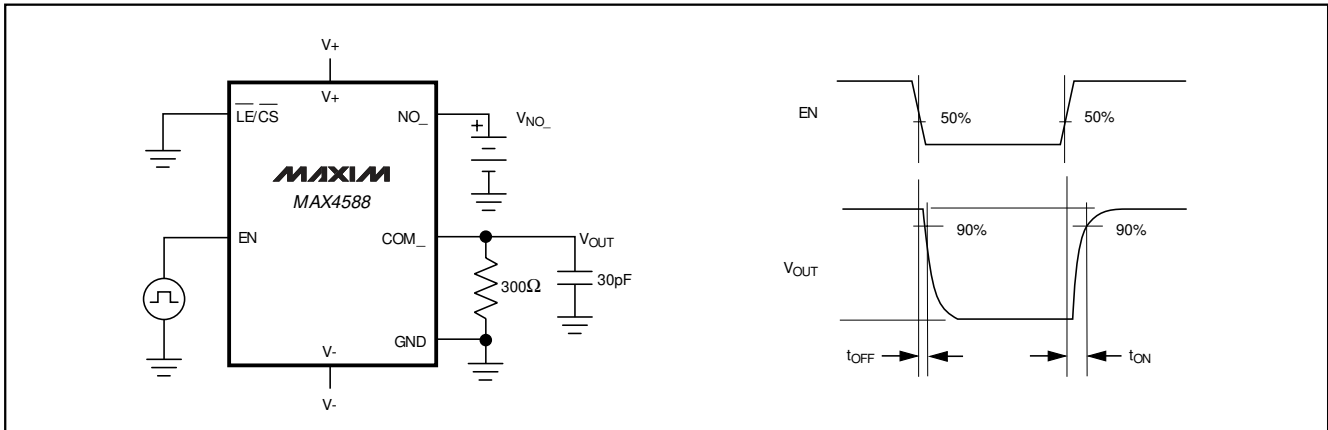 V+
V+
LE/CS
NO_
V_NO_
+
MAXIM
MAX4588
EN
COM_
V_OUT
300Ω
30pF
GND
V-
V-
EN
50%
50%
V_OUT
90%
90%
t_OFF
t_ON